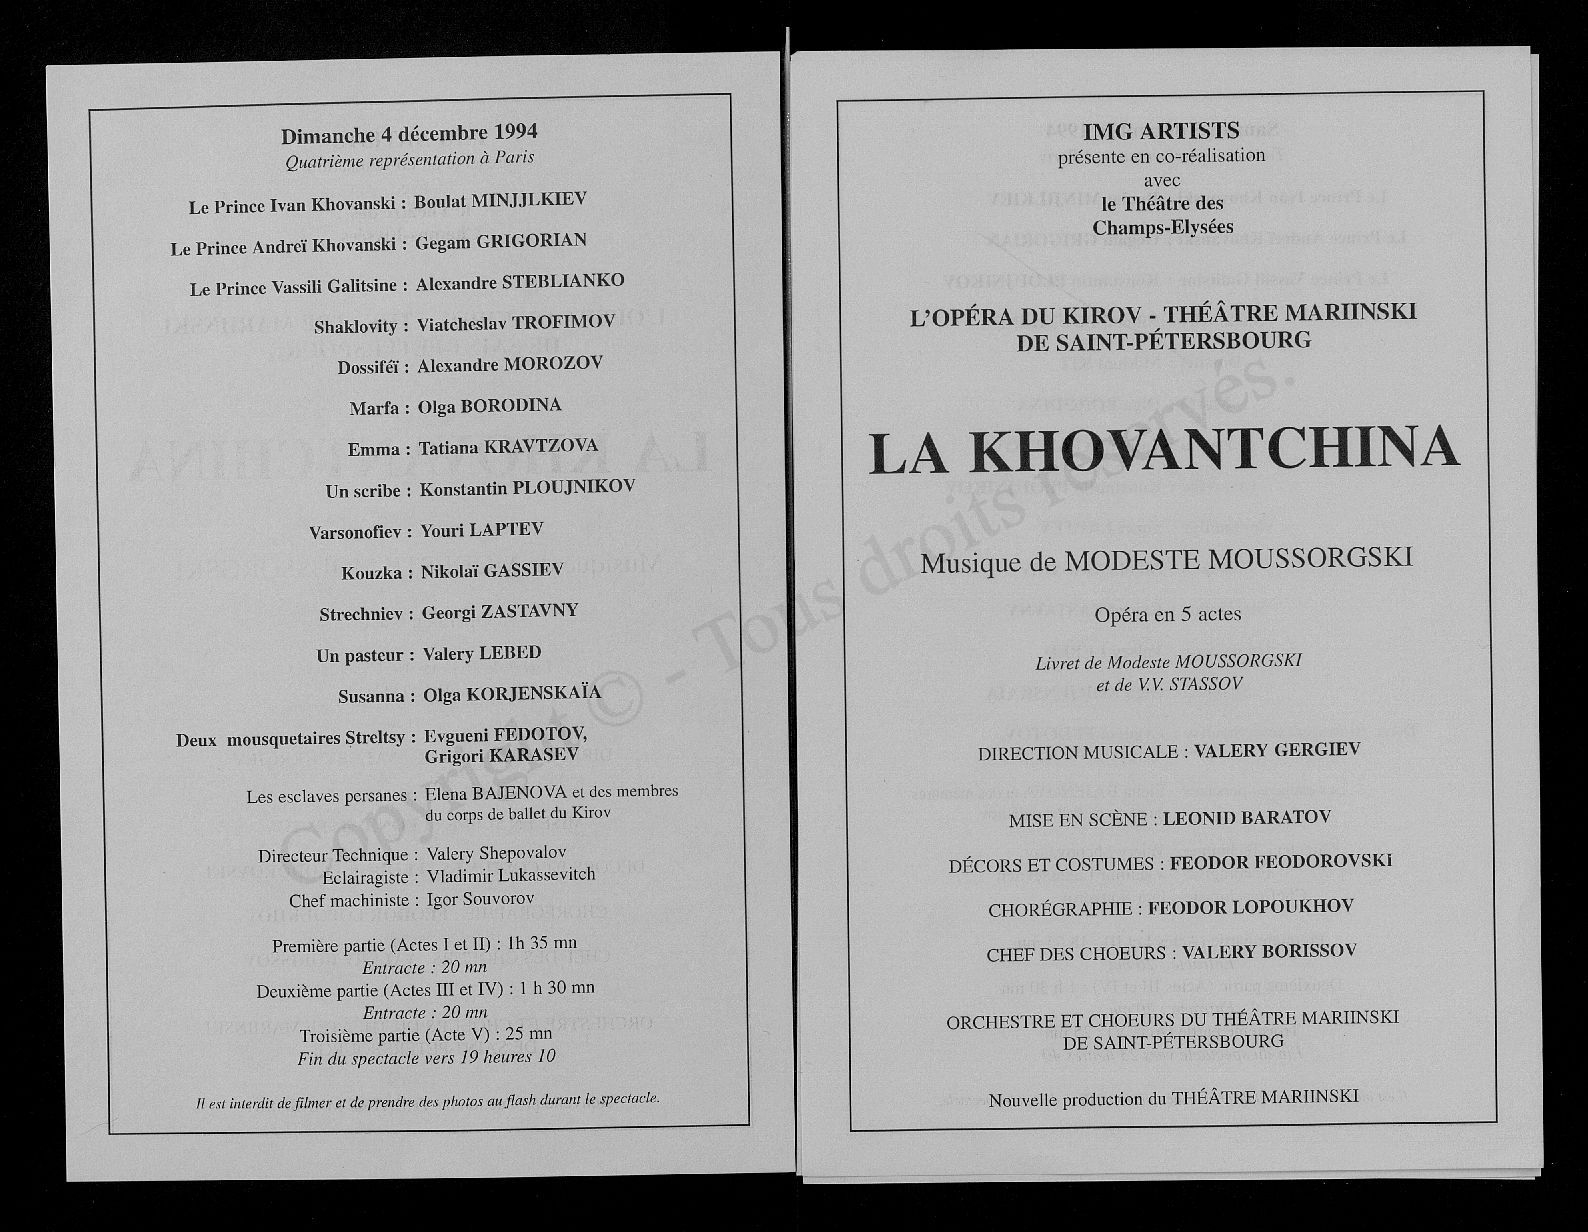 Dimanche 4 décembre 1994
Quatrième représentation à Paris
Le Prince Ivan Khovanski : Boulat MINJJLKIEV
Le Prince Andreï Khovanski : Gegam GRIGORIAN
Le Prince Vassili Galitsine : Alexandre STEBLIANKO
Shaklovity : Viatcheslav TROFIMOV
Dossiféï : Alexandre MOROZOV
Marfa : Olga BORODINA
Emma : Tatiana KRAVTZOVA
Un scribe : Konstantin PLOUJNIKOV
Varsonofiev : Youri LAPTEV
Kouzka : Nikolaï GASSIEV
Strechniev : Georgi ZASTAVNY
Un pasteur : Valery LEBED
Susanna : Olga KORJENSKAÏA
Deux mousquetaires Streltsy : Evgueni FEDOTOV,
Grigori KARASEV
Les esclaves persanes : Elena BAJENOVA et des membres
du corps de ballet du Kirov
Directeur Technique : Valery Shepovalov
Eclairagiste : Vladimir Lukassevitch
Chef machiniste : Igor Souvorov
Première partie (Actes I et II) : 1h 35 mn
Entracte : 20 mn
Deuxième partie (Actes III et IV) : 1 h 30 mn
Entracte : 20 mn
Troisième partie (Acte V) : 25 mn
Fin du spectacle vers 19 heures 10
Il est interdit de filmer et de prendre des photos au flash durant le spectacle.
IMG ARTISTS
présente en co-réalisation
avec
le Théâtre des
Champs-Elysées
L'OPÉRA DU KIROV - THÉÂTRE MARIINSKI
DE SAINT-PÉTERSBOURG
LA KHOVANTCHINA
Musique de MODESTE MOUSSORGSKI
Opéra en 5 actes
Livret de Modeste MOUSSORGSKI
et de V.V. STASSOV
DIRECTION MUSICALE : VALERY GERGIEV
MISE EN SCÈNE : LEONID BARATOV
DÉCORS ET COSTUMES : FEODOR FEODOROVSKI
CHORÉGRAPHIE : FEODOR LOPOUKHOV
CHEF DES CHOEURS : VALERY BORISSOV
ORCHESTRE ET CHOEURS DU THÉÂTRE MARIINSKI
DE SAINT-PÉTERSBOURG
Nouvelle production du THÉÂTRE MARIINSKI
Copyright © - Tous droits reservés.